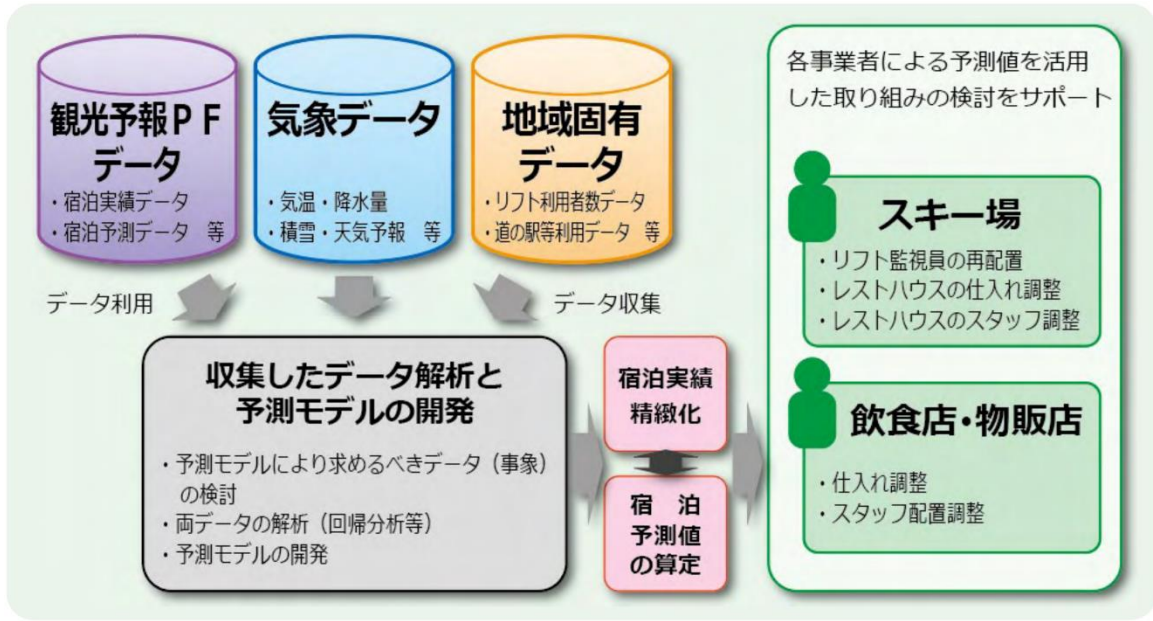 観光予報PF
データ
・宿泊実績データ
・宿泊予測データ 等
気象データ
・気温・降水量
・積雪・天気予報 等
地域固有
データ
・リフト利用者数データ
・道の駅等利用データ 等
データ利用
データ収集
収集したデータ解析と
予測モデルの開発
・予測モデルにより求めるべきデータ（事象）
の検討
・両データの解析（回帰分析等）
・予測モデルの開発
宿泊実績
精緻化
宿 泊
予測値
の算定
各事業者による予測値を活用
した取り組みの検討をサポート
スキー場
・リフト監視員の再配置
・レストハウスの仕入れ調整
・レストハウスのスタッフ調整
飲食店・物販店
・仕入れ調整
・スタッフ配置調整